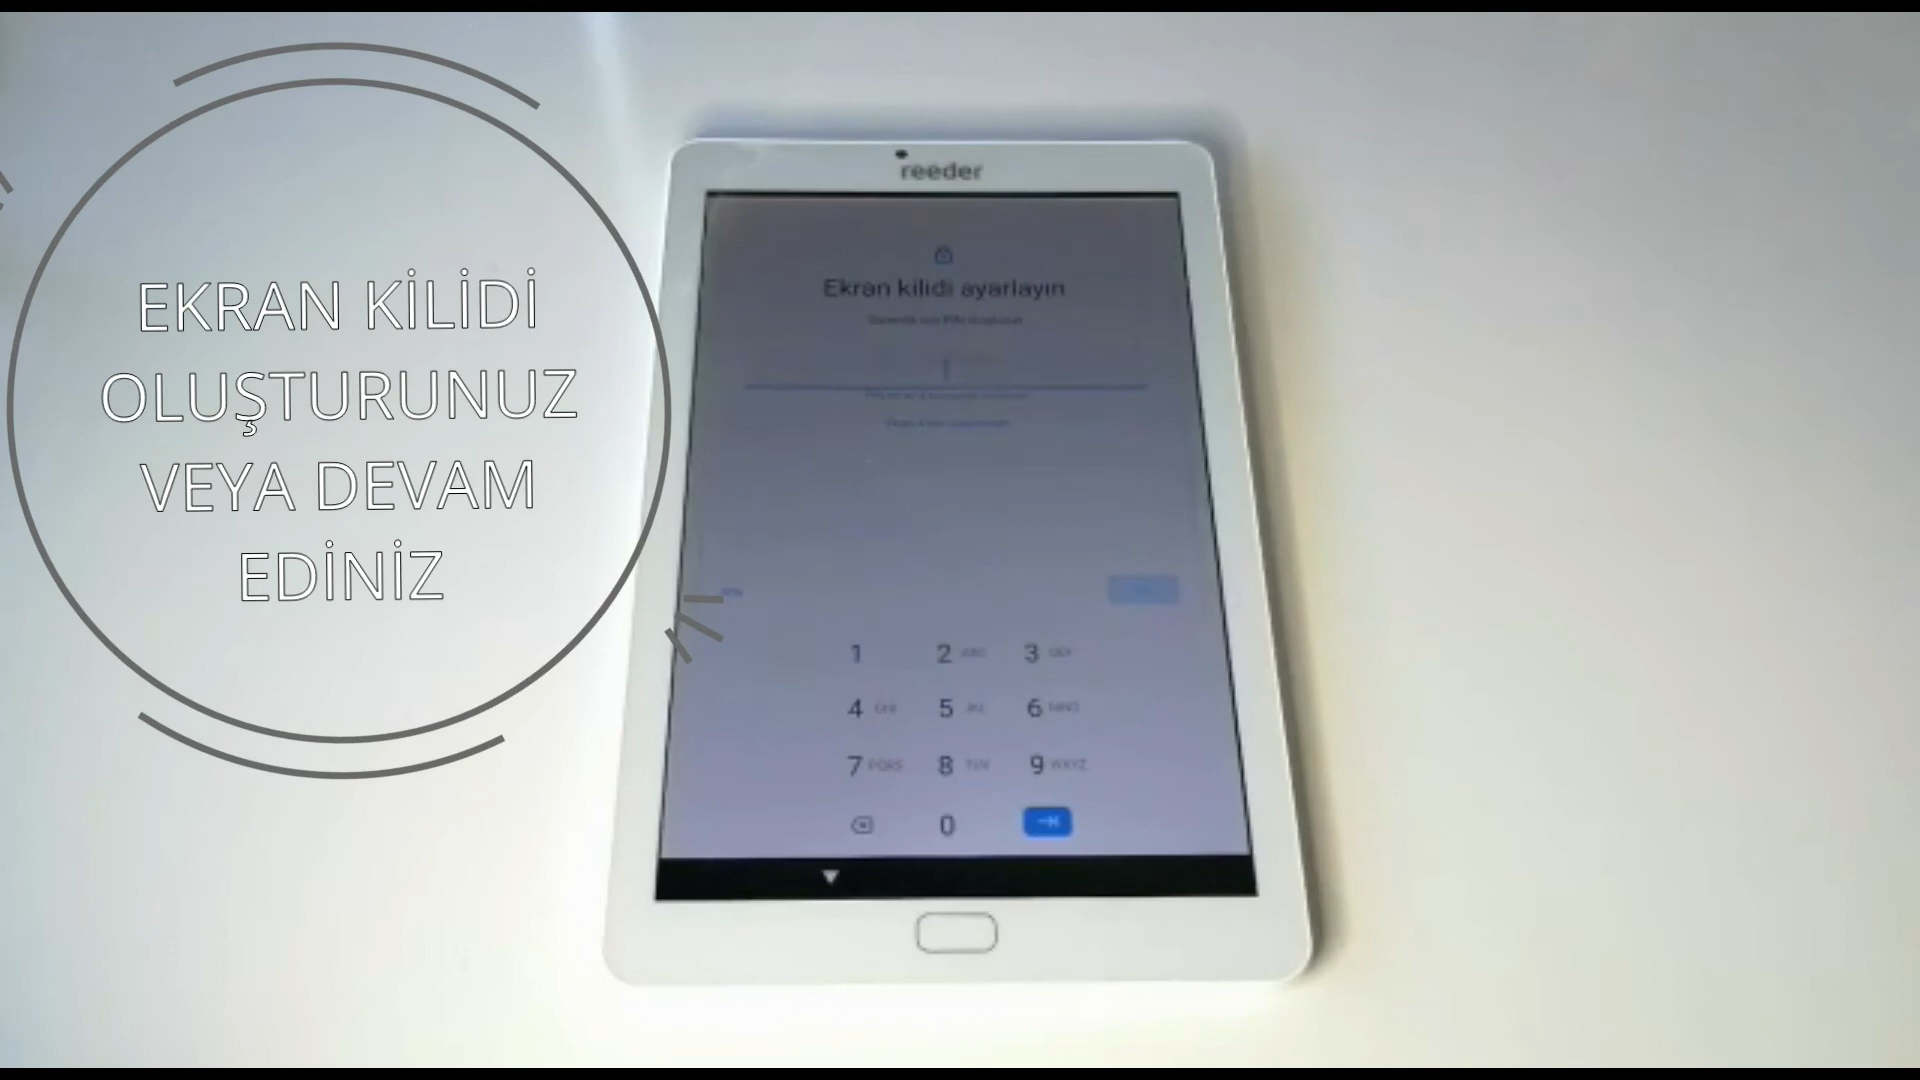 EKRAN KİLİDİ
OLUŞTURUNUZ
VEYA DEVAM
EDİNİZ
reeder
Ekran kilidi ayarlayın
1
2 ABC
3 DEF
4 GHI
5 JKL
6 MNO
7 PQRS
8 TUV
9 WXYZ
0